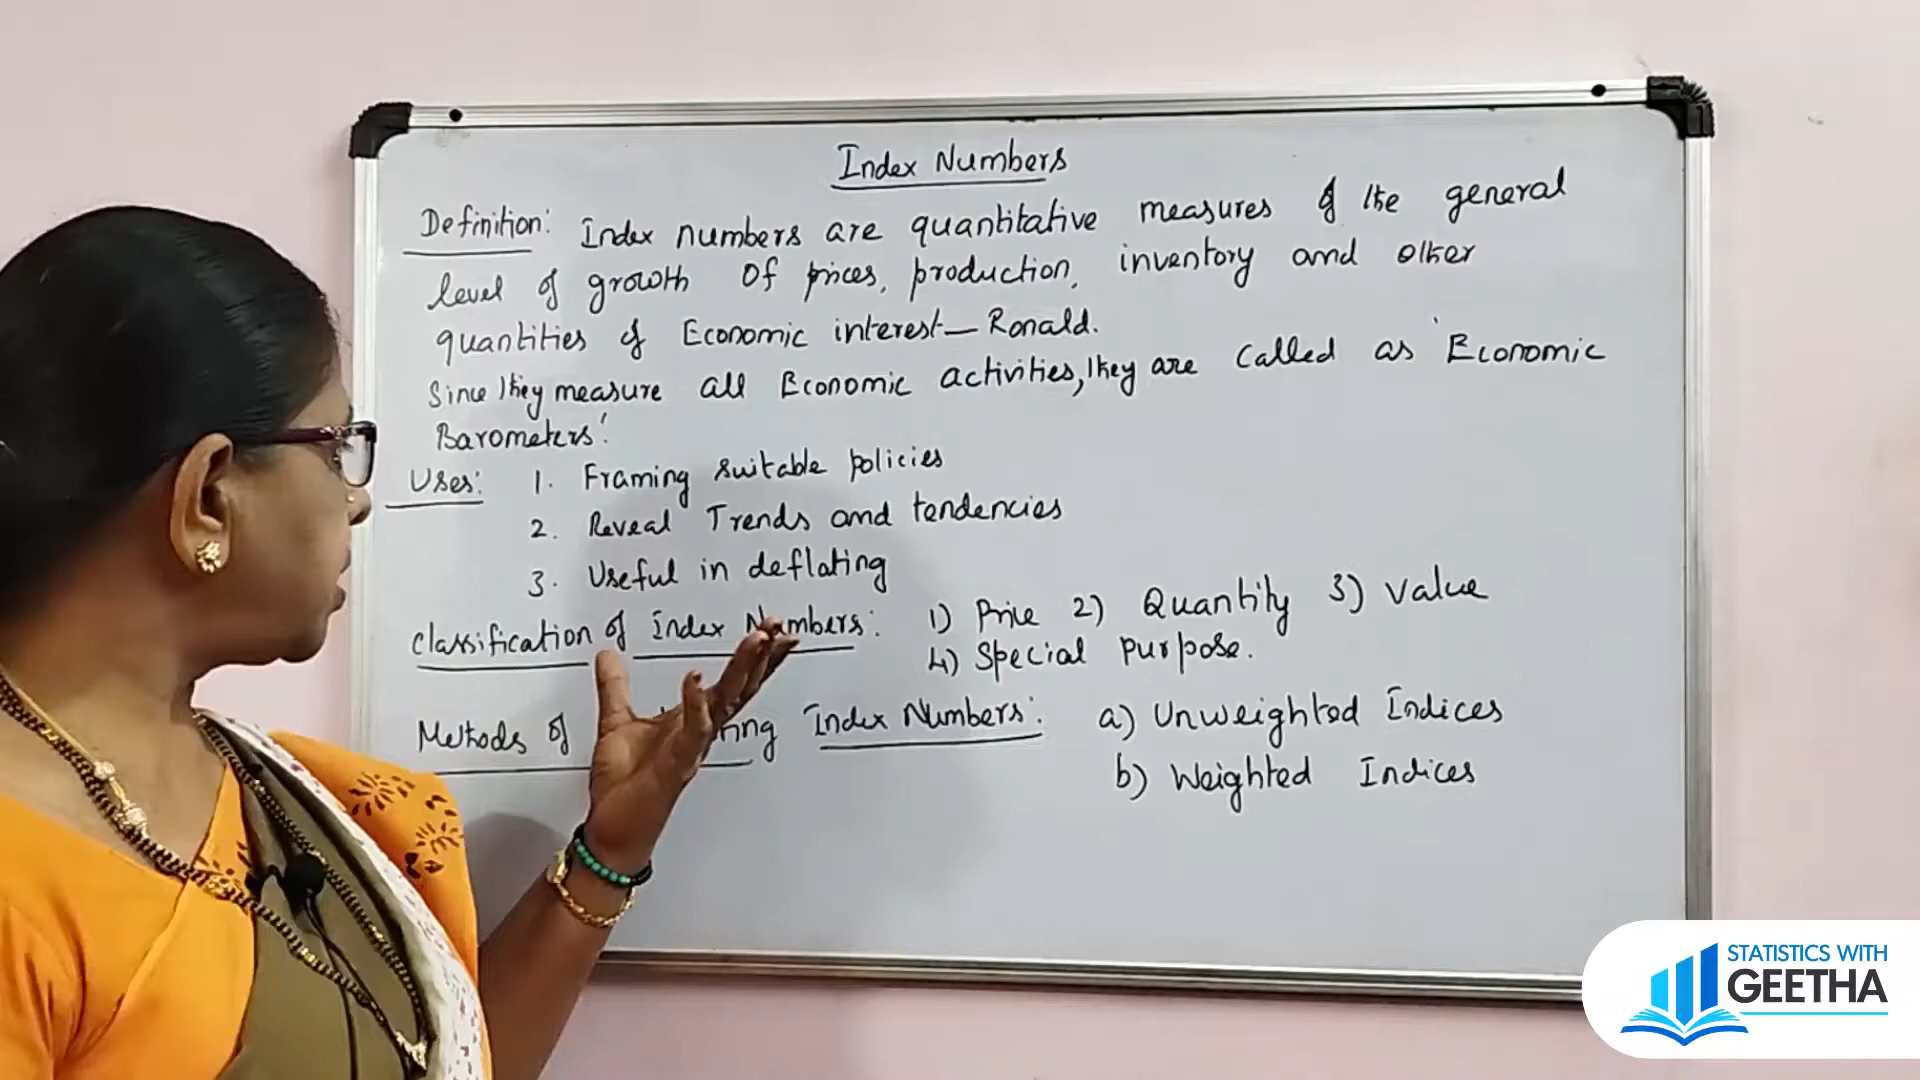 Index Numbers
Definition: Index numbers are quantitative measures of the general
level of growth of prices, production, inventory and other
quantities of Economic interest — Ronald.
Since they measure all Economic activities, they are called as 'Economic
Barometers'.
Uses: 1. Framing suitable policies
2. Reveal Trends and tendencies
3. Useful in deflating
Classification of Index Numbers: 1) Price 2) Quantity 3) Value
4) Special Purpose.
Methods of Index Numbers: a) Unweighted Indices
b) Weighted Indices
STATISTICS WITH
GEETHA